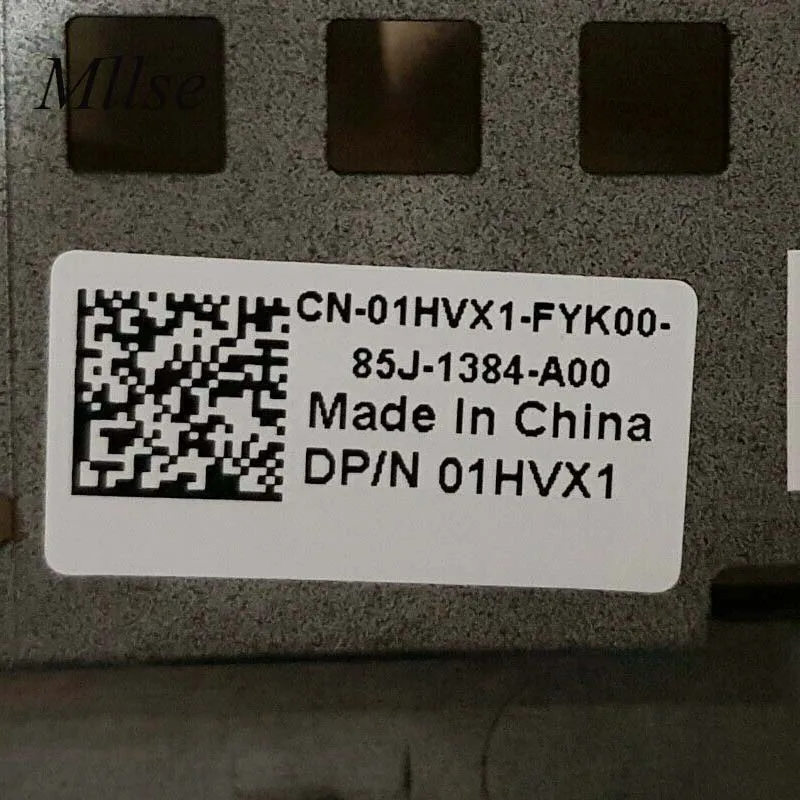 Mllse
CN-01HVX1-FYK00-
85J-1384-A00
Made In China
DP/N 01HVX1